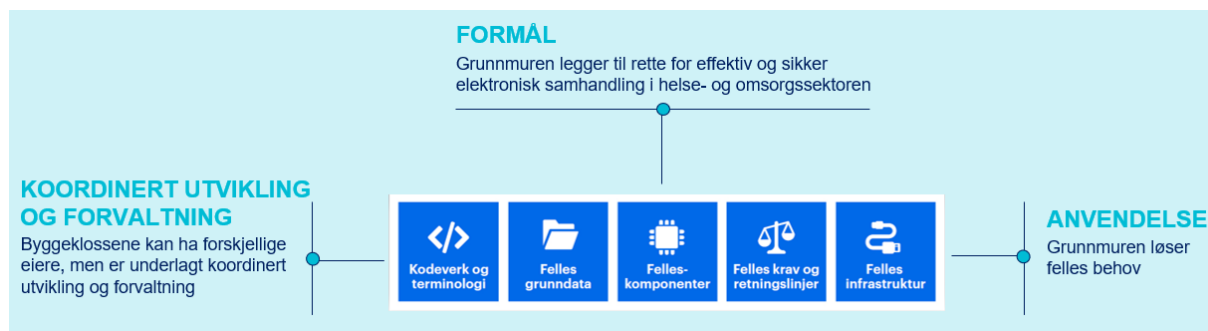 FORMÅL
Grunnmuren legger til rette for effektiv og sikker
elektronisk samhandling i helse- og omsorgssektoren
KOORDINERT UTVIKLING
OG FORVALTNING
Byggeklossene kan ha forskjellige
eiere, men er underlagt koordinert
utvikling og forvaltning
Kodeverk og
terminologi
Felles
grunndata
Felles-
komponenter
Felles krav og
retningslinjer
Felles
infrastruktur
ANVENDELSE
Grunnmuren løser
felles behov